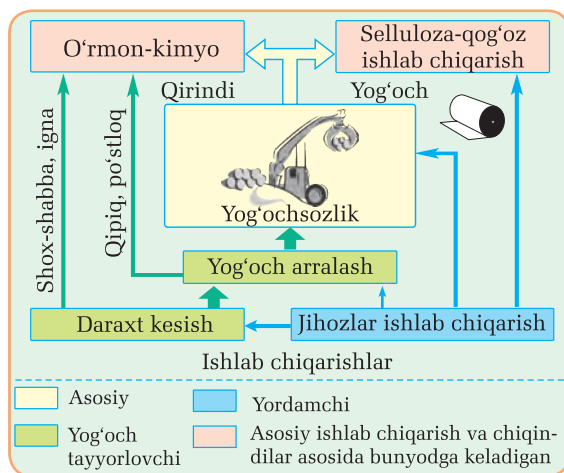 O‘rmon-kimyo
Selluloza-qog‘oz
ishlab chiqarish
Qirindi
Yog‘och
Shox-shabba, igna
Qipiq, po‘stloq
Yog‘ochsozlik
Yog‘och arralash
Daraxt kesish
Jihozlar ishlab chiqarish
Ishlab chiqarishlar
Asosiy
Yordamchi
Yog‘och
tayyorlovchi
Asosiy ishlab chiqarish va chiqin-
dilar asosida bunyodga keladigan